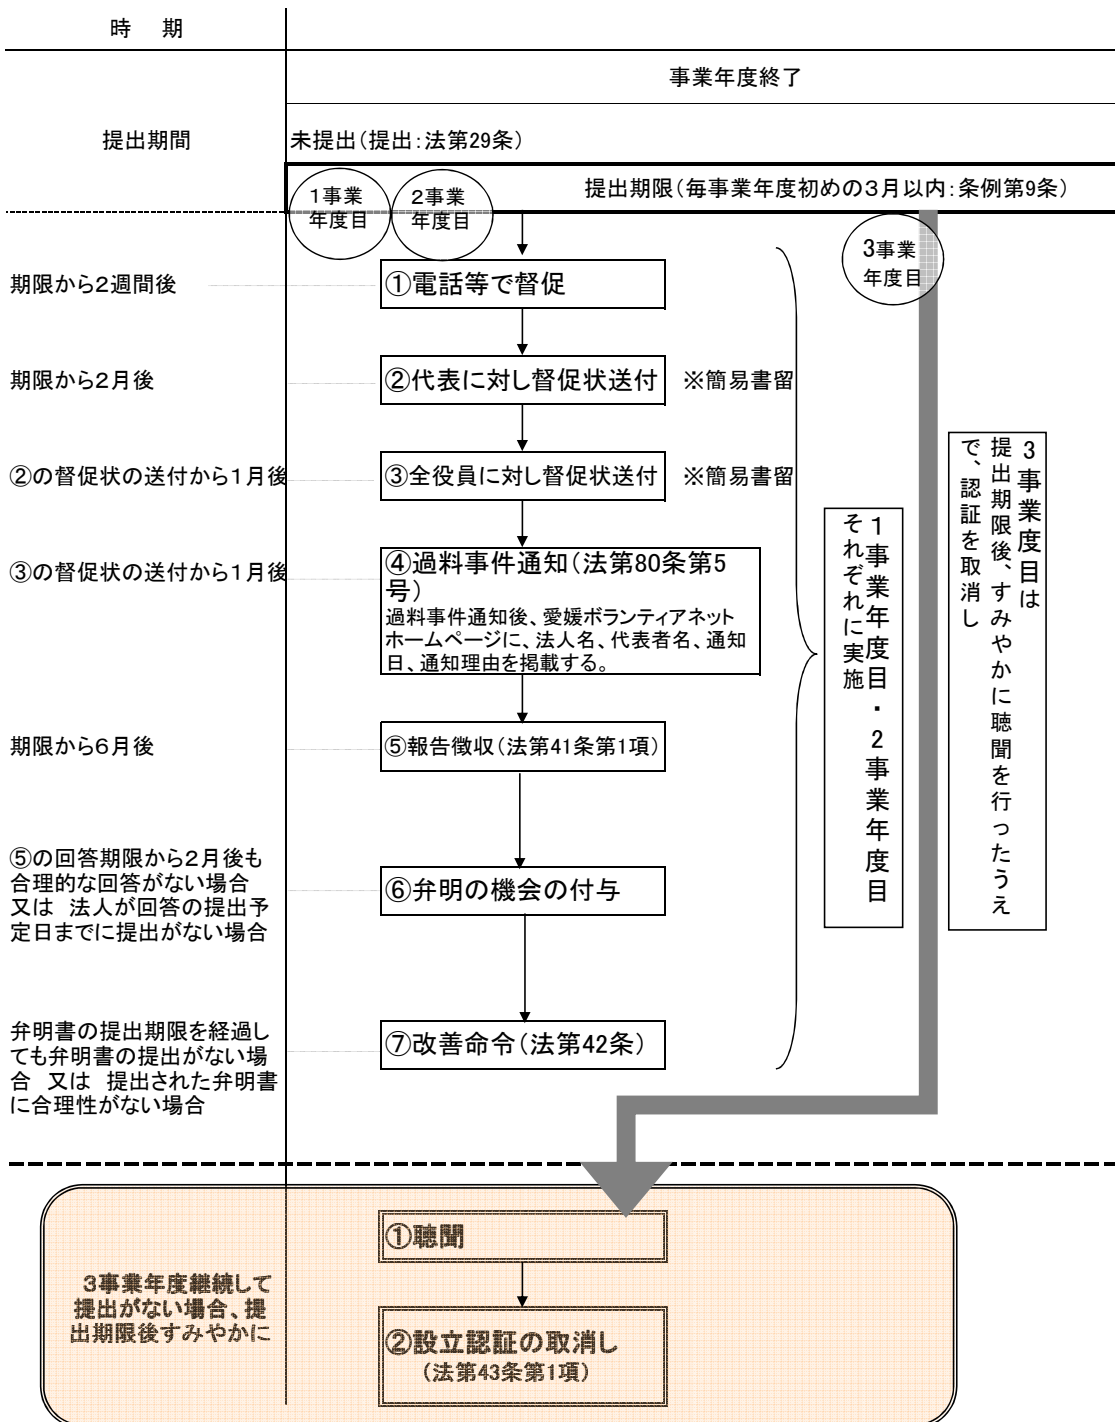 時　期
事業年度終了
提出期間
未提出(提出：法第29条)
提出期限(毎事業年度初めの３月以内：条例第9条)
1事業
年度目
2事業
年度目
3事業
年度目
期限から２週間後
①電話等で督促
期限から２月後
②代表に対し督促状送付
※簡易書留
②の督促状の送付から１月後
③全役員に対し督促状送付
※簡易書留
③の督促状の送付から１月後
④過料事件通知(法第80条第5
号)
過料事件通知後、愛媛ボランティアネット
ホームページに、法人名、代表者名、通知
日、通知理由を掲載する。
期限から６月後
⑤報告徴収(法第41条第1項)
⑤の回答期限から２月後も
合理的な回答がない場合
又は　法人が回答の提出予
定日までに提出がない場合
⑥弁明の機会の付与
弁明書の提出期限を経過し
ても弁明書の提出がない場
合　又は　提出された弁明書
に合理性がない場合
⑦改善命令(法第42条)
１事業年度目・２事業年度目
それぞれに実施
３事業度目は
提出期限後、すみやかに聴聞を行ったうえ
で、認証を取消し
３事業年度継続して
提出がない場合、提
出期限後すみやかに
①聴聞
②設立認証の取消し
(法第43条第1項)